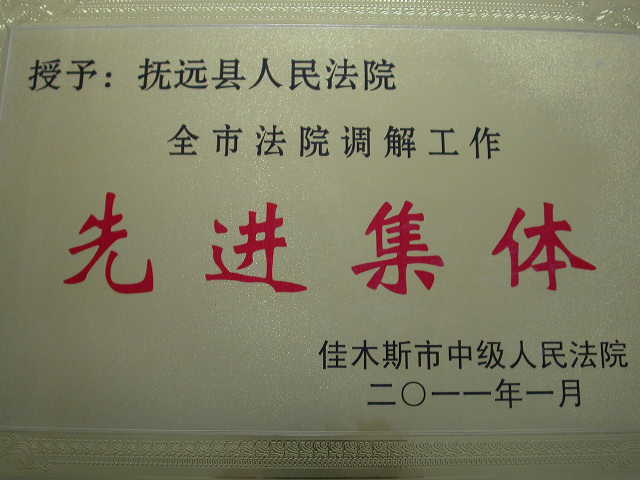 授予：抚远县人民法院
全市法院调解工作
先进集体
佳木斯市中级人民法院
二〇一一年一月